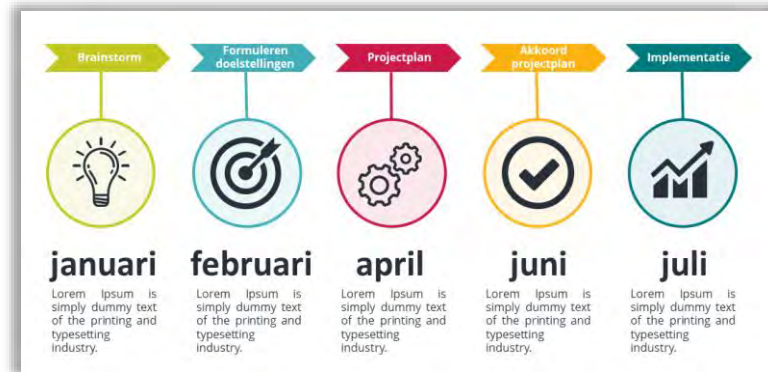 Brainstorm
Formuleren
doelstellingen
Projectplan
Akkoord
projectplan
Implementatie
januari
Lorem Ipsum is
simply dummy text
of the printing and
typesetting
industry.
februari
Lorem Ipsum is
simply dummy text
of the printing and
typesetting
industry.
april
Lorem Ipsum is
simply dummy text
of the printing and
typesetting
industry.
juni
Lorem Ipsum is
simply dummy text
of the printing and
typesetting
industry.
juli
Lorem Ipsum is
simply dummy text
of the printing and
typesetting
industry.